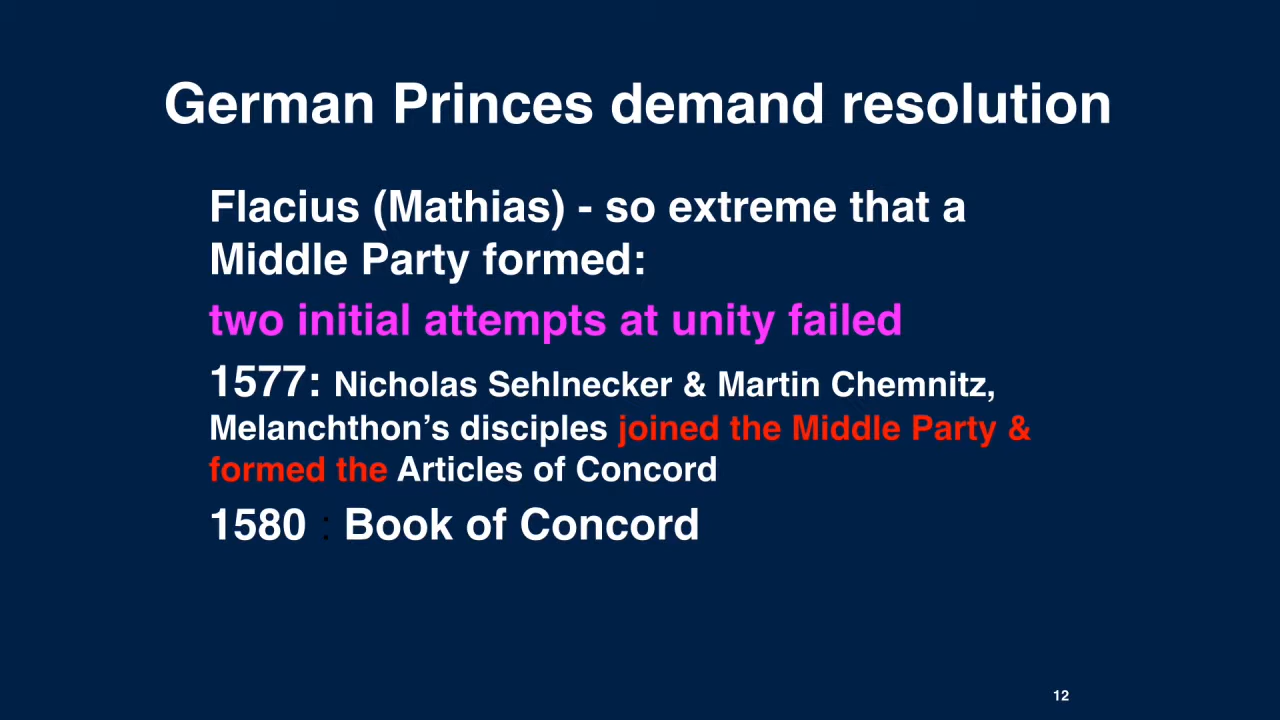 German Princes demand resolution
Flacius (Mathias) - so extreme that a
Middle Party formed:
two initial attempts at unity failed
1577: Nicholas Sehlnecker & Martin Chemnitz,
Melanchthon’s disciples joined the Middle Party &
formed the Articles of Concord
1580 : Book of Concord
12